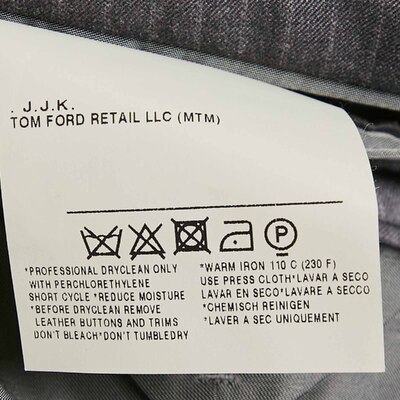 . J.J.K.
TOM FORD RETAIL LLC (MTM)
P
*PROFESSIONAL DRYCLEAN ONLY
WITH PERCHLORETHYLENE
SHORT CYCLE *REDUCE MOISTURE
*BEFORE DRYCLEAN REMOVE
LEATHER BUTTONS AND TRIMS
DON'T BLEACH*DON'T TUMBLEDRY
*WARM IRON 110 C (230 F)
USE PRESS CLOTH*LAVAR A SECO
LAVAR EN SECO*LAVARE A SECCO
*CHEMISCH REINIGEN
*LAVER A SEC UNIQUEMENT